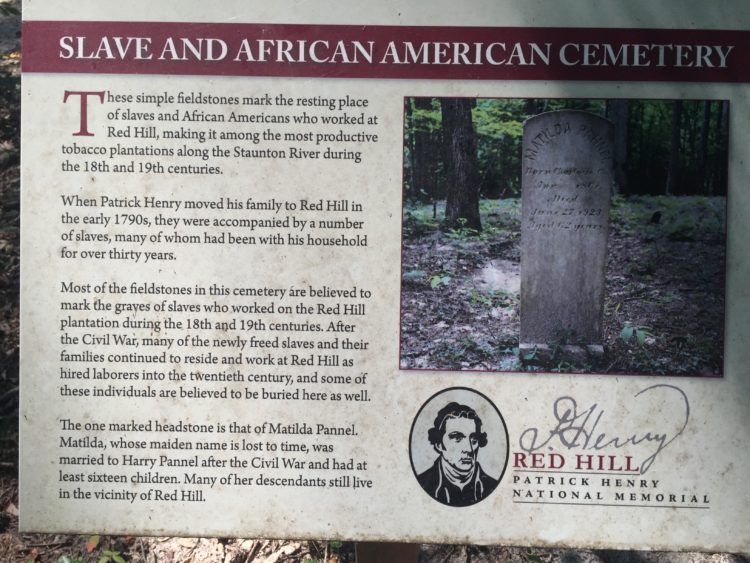 SLAVE AND AFRICAN AMERICAN CEMETERY
These simple fieldstones mark the resting place
of slaves and African Americans who worked at
Red Hill, making it among the most productive
tobacco plantations along the Staunton River during
the 18th and 19th centuries.
When Patrick Henry moved his family to Red Hill in
the early 1790s, they were accompanied by a number
of slaves, many of whom had been with his household
for over thirty years.
Most of the fieldstones in this cemetery are believed to
mark the graves of slaves who worked on the Red Hill
plantation during the 18th and 19th centuries. After
the Civil War, many of the newly freed slaves and their
families continued to reside and work at Red Hill as
hired laborers into the twentieth century, and some of
these individuals are believed to be buried here as well.
The one marked headstone is that of Matilda Pannel.
Matilda, whose maiden name is lost to time, was
married to Harry Pannel after the Civil War and had at
least sixteen children. Many of her descendants still live
in the vicinity of Red Hill.
MATILDA
Born
Died
June 27, 1923
Aged 62 years
P Henry
RED HILL
PATRICK HENRY
NATIONAL MEMORIAL